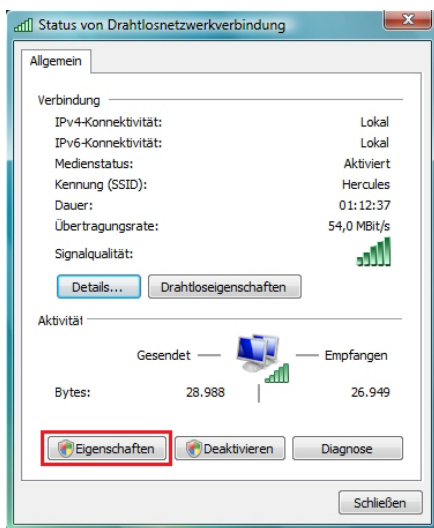 Status von Drahtlosnetzwerkverbindung
Allgemein
Verbindung
IPv4-Konnektivität: Lokal
IPv6-Konnektivität: Lokal
Medienstatus: Aktiviert
Kennung (SSID): Hercules
Dauer: 01:12:37
Übertragungsrate: 54,0 MBit/s
Signalqualität:
Details... Drahtloseigenschaften
Aktivität
Gesendet Empfangen
Bytes: 28.988 26.949
Eigenschaften Deaktivieren Diagnose
Schließen